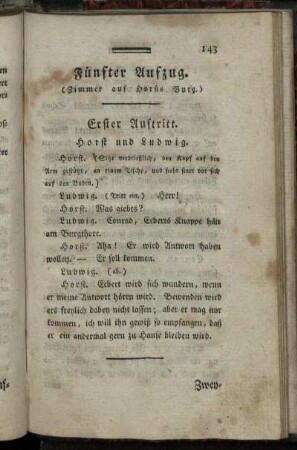 143
Fünfter Aufzug.
(Zimmer auf Horsts Burg.)
Erster Auftritt.
Horst und Ludwig.
Horst. (Sitzt verdrießlich, den Kopf auf den
Arm gestützt, an einem Tische, und sieht starr vor sich
auf den Boden.)
Ludwig. (Tritt ein.) Herr!
Horst. Was giebts?
Ludwig. Conrad, Ecberts Knappe hält
am Burgthore.
Horst. Aha! Er wird Antwort haben
wollen. — Er soll kommen.
Ludwig. (ab.)
Horst. Ecbert wird sich wundern, wenn
er meine Antwort hören wird. Bewenden wird
ers freylich dabey nicht lassen; aber er mag nur
kommen, ich will ihn gewiß so empfangen, daß
er ein andermal gern zu Hause bleiben wird.
Zwey-